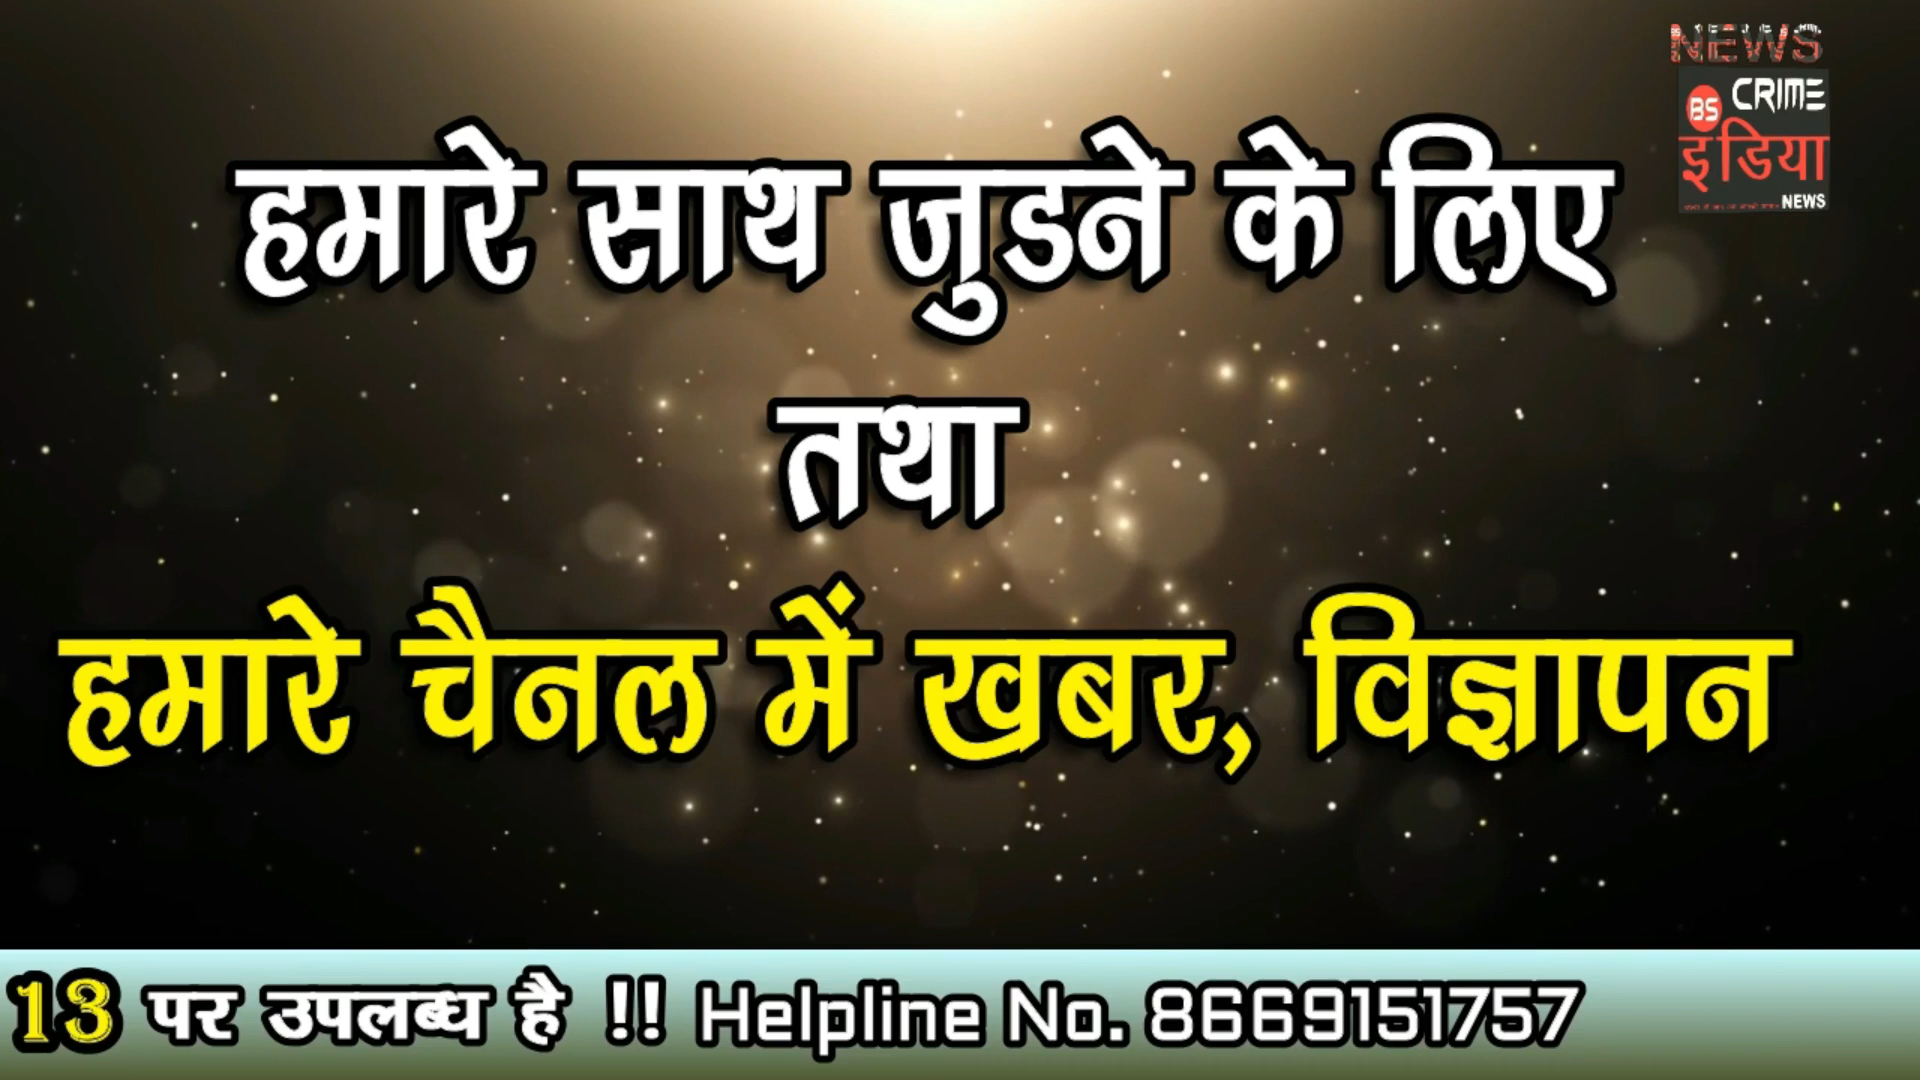 NEWS
BS CRIME
इंडिया
NEWS
हमारे साथ जुडने के लिए
तथा
हमारे चैनल में खबर, विज्ञापन
13 पर उपलब्ध है !! Helpline No. 8669151757